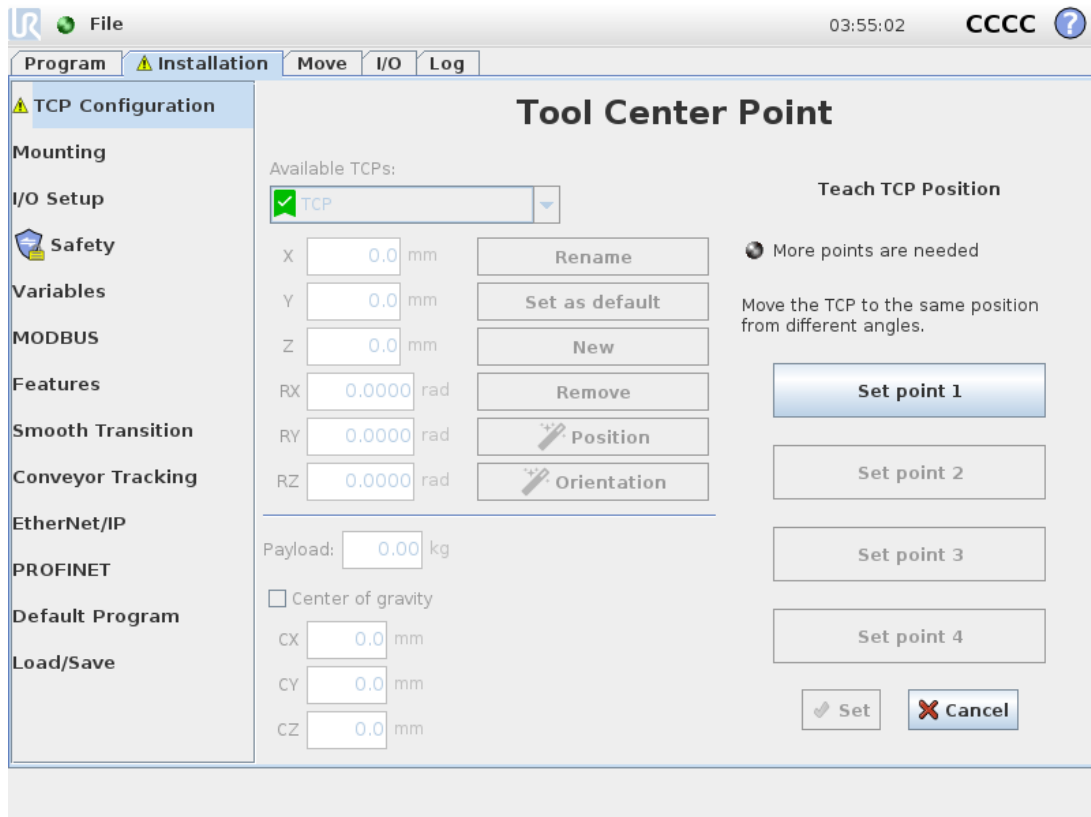 UR File 03:55:02 CCCC ?
Program Installation Move I/O Log
TCP Configuration
Mounting
I/O Setup
Safety
Variables
MODBUS
Features
Smooth Transition
Conveyor Tracking
EtherNet/IP
PROFINET
Default Program
Load/Save
Tool Center Point
Available TCPs:
TCP
X 0.0 mm Rename
Y 0.0 mm Set as default
Z 0.0 mm New
RX 0.0000 rad Remove
RY 0.0000 rad Position
RZ 0.0000 rad Orientation
Payload: 0.00 kg
Center of gravity
CX 0.0 mm
CY 0.0 mm
CZ 0.0 mm
Teach TCP Position
More points are needed
Move the TCP to the same position
from different angles.
Set point 1
Set point 2
Set point 3
Set point 4
Set Cancel